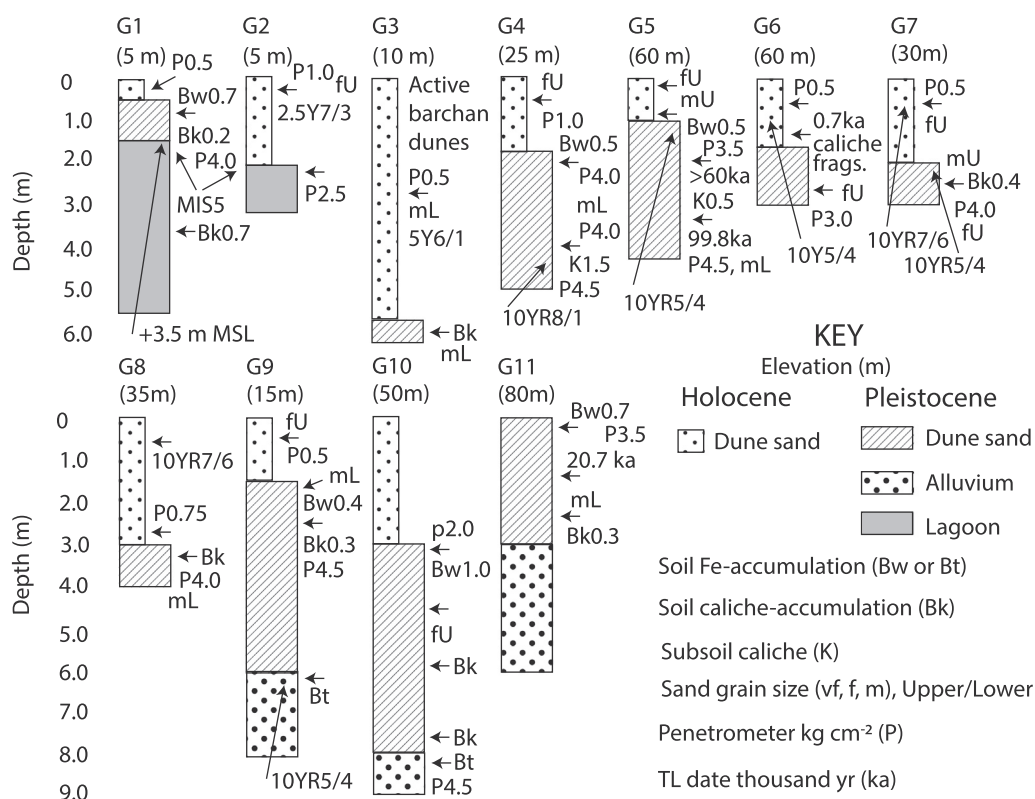 G1
(5 m)
P0.5
Bw0.7
Bk0.2
P4.0
MIS5
Bk0.7
+3.5 m MSL
G2
(5 m)
P1.0
fU
2.5Y7/3
P2.5
G3
(10 m)
Active
barchan
dunes
P0.5
mL
5Y6/1
Bk
mL
G4
(25 m)
fU
P1.0
Bw0.5
P4.0
mL
P4.0
K1.5
P4.5
10YR8/1
G5
(60 m)
fU
mU
Bw0.5
P3.5
>60ka
K0.5
99.8ka
P4.5, mL
10YR5/4
G6
(60 m)
P0.5
0.7ka
caliche
frags.
fU
P3.0
10Y5/4
G7
(30m)
P0.5
fU
mU
Bk0.4
P4.0
fU
10YR7/6
10YR5/4
Depth (m)
0
1.0
2.0
3.0
4.0
5.0
6.0
G8
(35m)
10YR7/6
P0.75
Bk
P4.0
mL
G9
(15m)
fU
P0.5
mL
Bw0.4
Bk0.3
P4.5
Bt
10YR5/4
G10
(50m)
p2.0
Bw1.0
fU
Bk
Bk
Bt
P4.5
G11
(80m)
Bw0.7
P3.5
20.7 ka
mL
Bk0.3
Depth (m)
0
1.0
2.0
3.0
4.0
5.0
6.0
7.0
8.0
9.0
KEY
Elevation (m)
Holocene
Dune sand
Pleistocene
Dune sand
Alluvium
Lagoon
Soil Fe-accumulation (Bw or Bt)
Soil caliche-accumulation (Bk)
Subsoil caliche (K)
Sand grain size (vf, f, m), Upper/Lower
Penetrometer kg cm⁻² (P)
TL date thousand yr (ka)